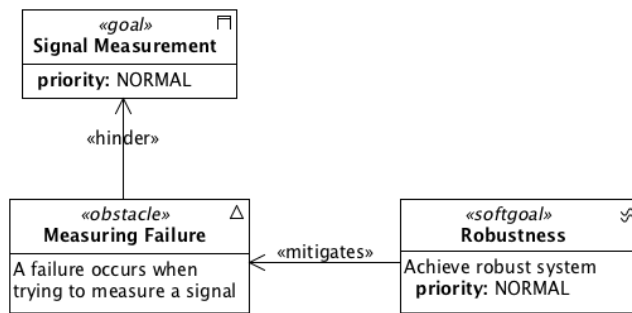 «goal»
Signal Measurement
priority: NORMAL
«hinder»
«obstacle»
Measuring Failure
A failure occurs when
trying to measure a signal
«mitigates»
«softgoal»
Robustness
Achieve robust system
priority: NORMAL